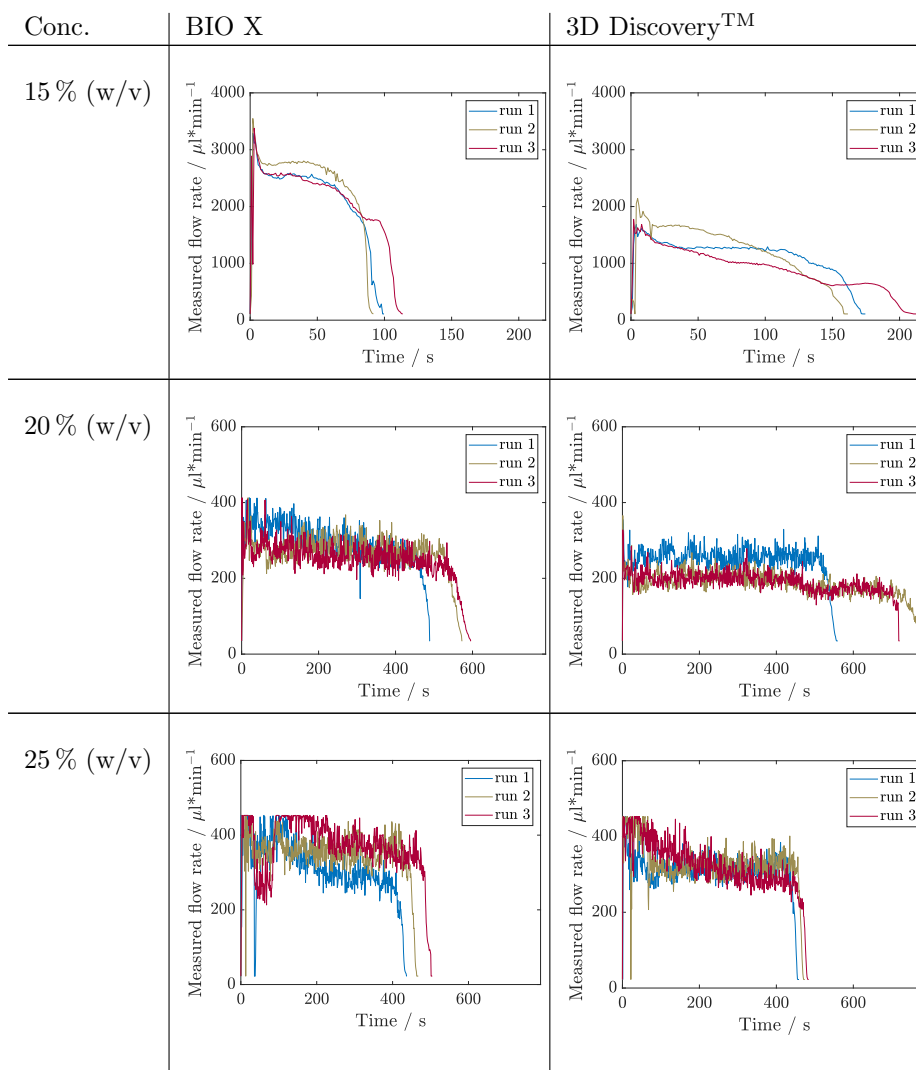 Conc. BIO X 3D Discovery™
15 % (w/v)
Measured flow rate / μl*min⁻¹
4000
3000
2000
1000
0
0 50 100 150 200
Time / s
run 1
run 2
run 3
Measured flow rate / μl*min⁻¹
4000
3000
2000
1000
0
0 50 100 150 200
Time / s
run 1
run 2
run 3
20 % (w/v)
Measured flow rate / μl*min⁻¹
600
400
200
0
0 200 400 600
Time / s
run 1
run 2
run 3
Measured flow rate / μl*min⁻¹
600
400
200
0
0 200 400 600
Time / s
run 1
run 2
run 3
25 % (w/v)
Measured flow rate / μl*min⁻¹
600
400
200
0
0 200 400 600
Time / s
run 1
run 2
run 3
Measured flow rate / μl*min⁻¹
600
400
200
0
0 200 400 600
Time / s
run 1
run 2
run 3